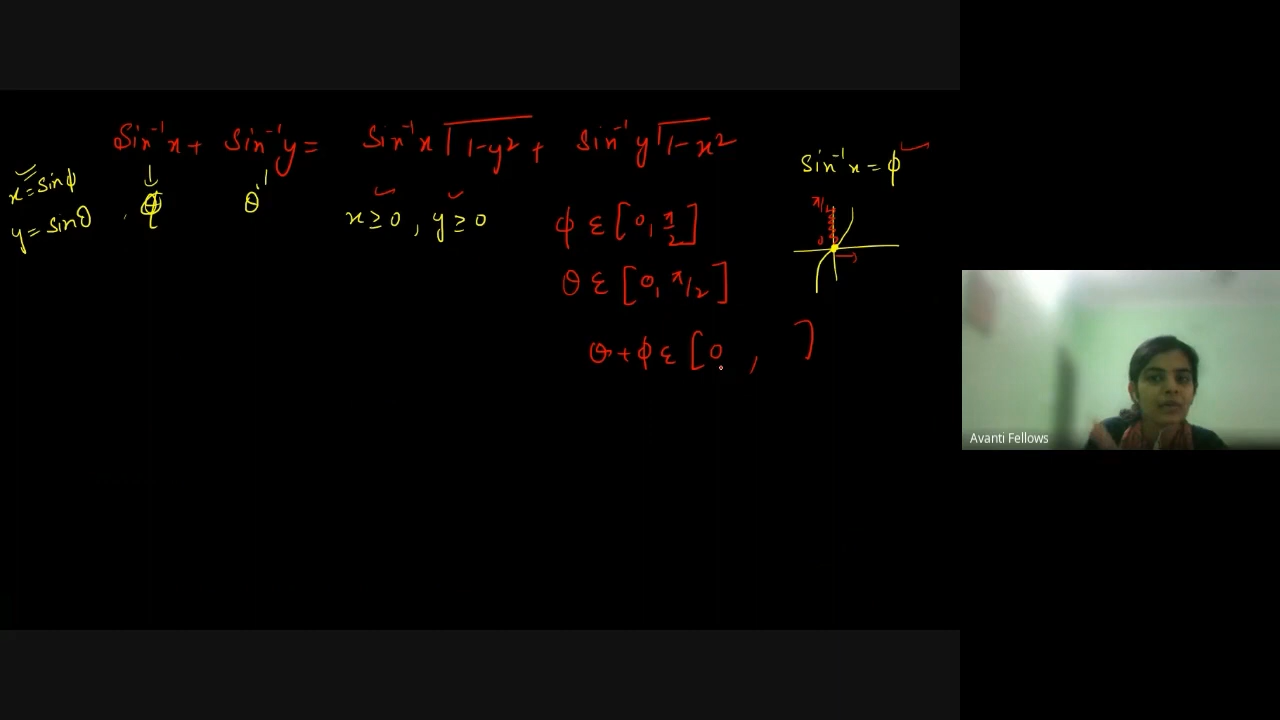 Sin⁻¹x + Sin⁻¹y = Sin⁻¹x√1-y² + Sin⁻¹y√1-x²
Sin⁻¹x = ϕ
x = sinϕ
y = sinθ , ϕ θ
x ≥ 0 , y ≥ 0
ϕ ε [0, π/2]
θ ε [0, π/2]
θ + ϕ ε [0 , ]
0
Avanti Fellows